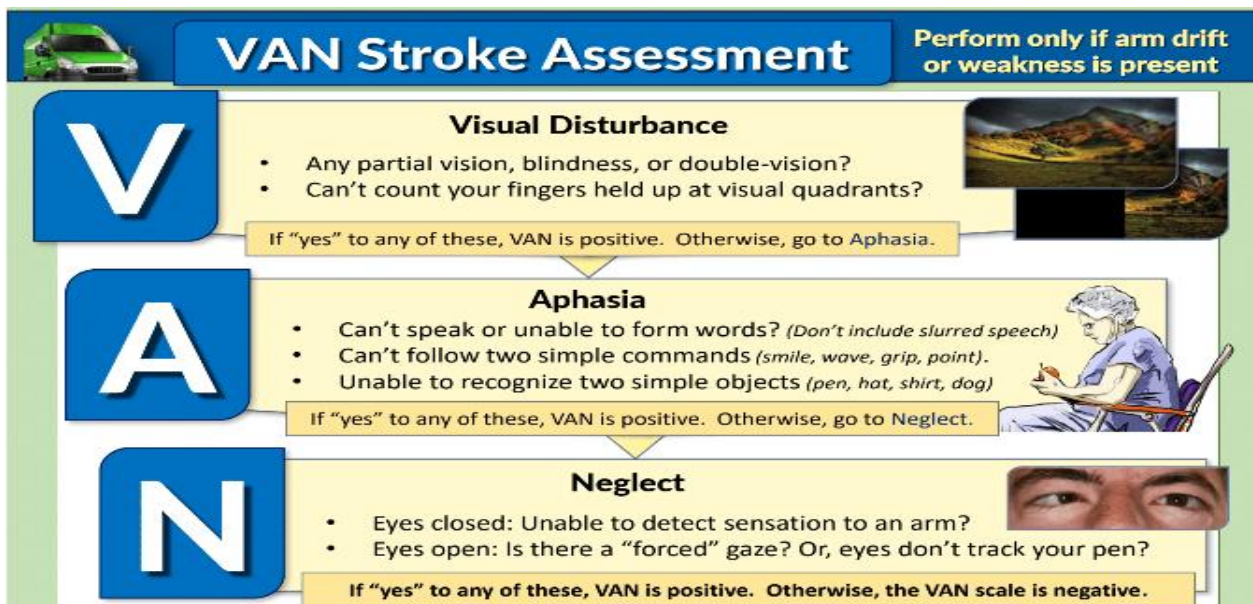 VAN Stroke Assessment
Perform only if arm drift
or weakness is present
V
Visual Disturbance
• Any partial vision, blindness, or double-vision?
• Can't count your fingers held up at visual quadrants?
If "yes" to any of these, VAN is positive. Otherwise, go to Aphasia.
A
Aphasia
• Can't speak or unable to form words? (Don't include slurred speech)
• Can't follow two simple commands (smile, wave, grip, point).
• Unable to recognize two simple objects (pen, hat, shirt, dog)
If "yes" to any of these, VAN is positive. Otherwise, go to Neglect.
N
Neglect
• Eyes closed: Unable to detect sensation to an arm?
• Eyes open: Is there a "forced" gaze? Or, eyes don't track your pen?
If "yes" to any of these, VAN is positive. Otherwise, the VAN scale is negative.